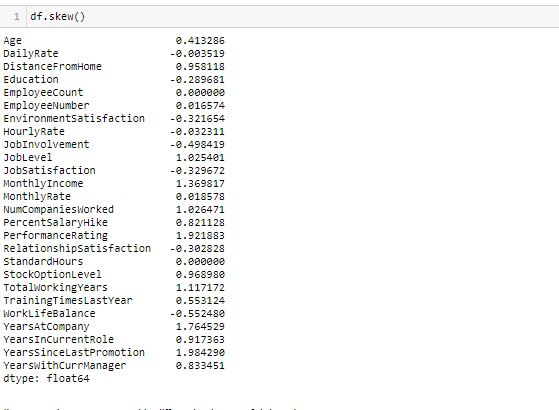 1 df.skew()
Age 0.413286
DailyRate -0.003519
DistanceFromHome 0.958118
Education -0.289681
EmployeeCount 0.000000
EmployeeNumber 0.016574
EnvironmentSatisfaction -0.321654
HourlyRate -0.032311
JobInvolvement -0.498419
JobLevel 1.025401
JobSatisfaction -0.329672
MonthlyIncome 1.369817
MonthlyRate 0.018578
NumCompaniesWorked 1.026471
PercentSalaryHike 0.821128
PerformanceRating 1.921883
RelationshipSatisfaction -0.302828
StandardHours 0.000000
StockOptionLevel 0.968980
TotalWorkingYears 1.117172
TrainingTimesLastYear 0.553124
WorkLifeBalance -0.552480
YearsAtCompany 1.764529
YearsInCurrentRole 0.917363
YearsSinceLastPromotion 1.984290
YearsWithCurrManager 0.833451
dtype: float64